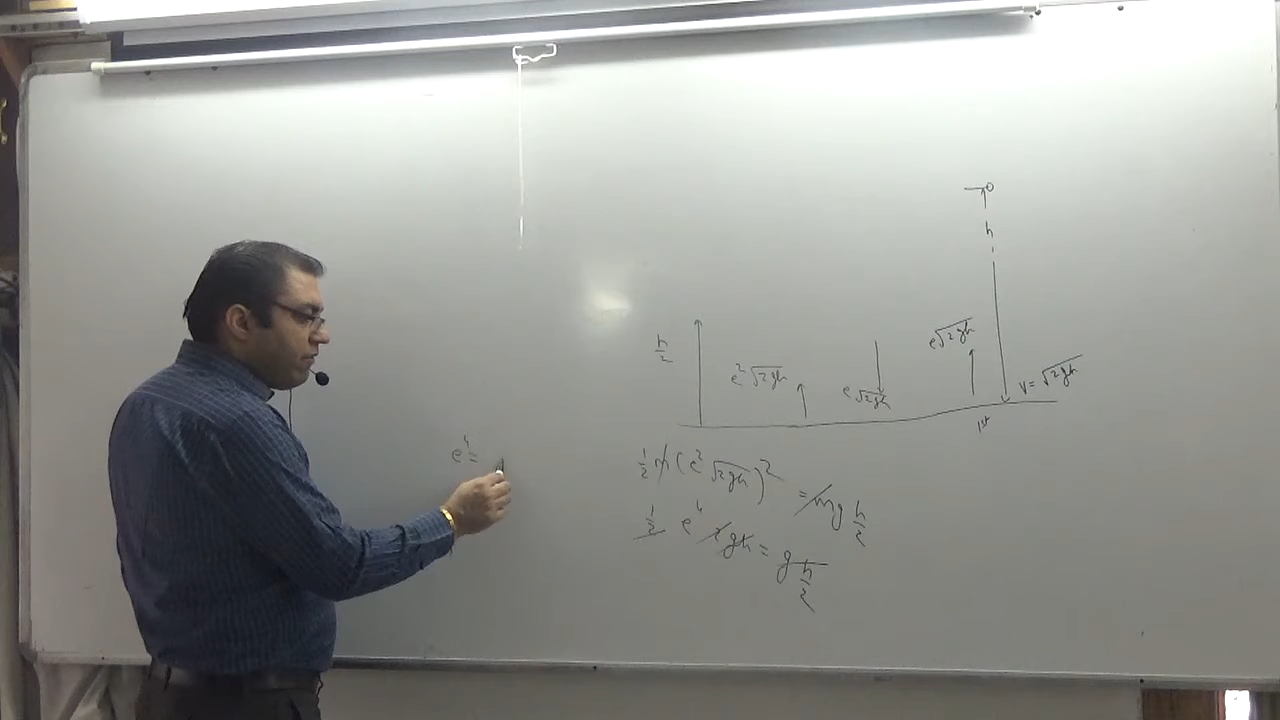 h
h/2
e²√2gh
e√2gh
e√2gh
v = √2gh
1st
½ m (e² √2gh)² = mg h/2
½ e⁴ 2gh = g h/2
e⁴ =